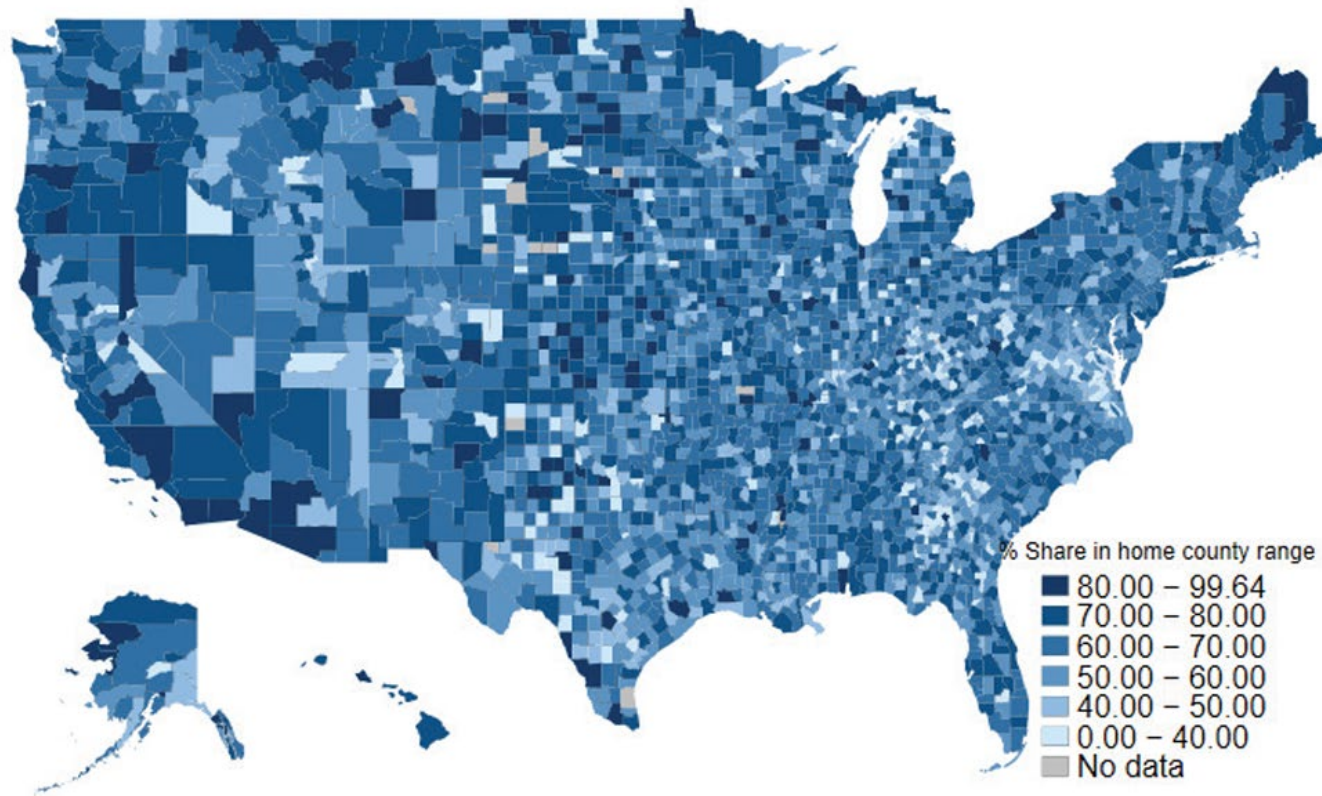 % Share in home county range
80.00 – 99.64
70.00 – 80.00
60.00 – 70.00
50.00 – 60.00
40.00 – 50.00
0.00 – 40.00
No data